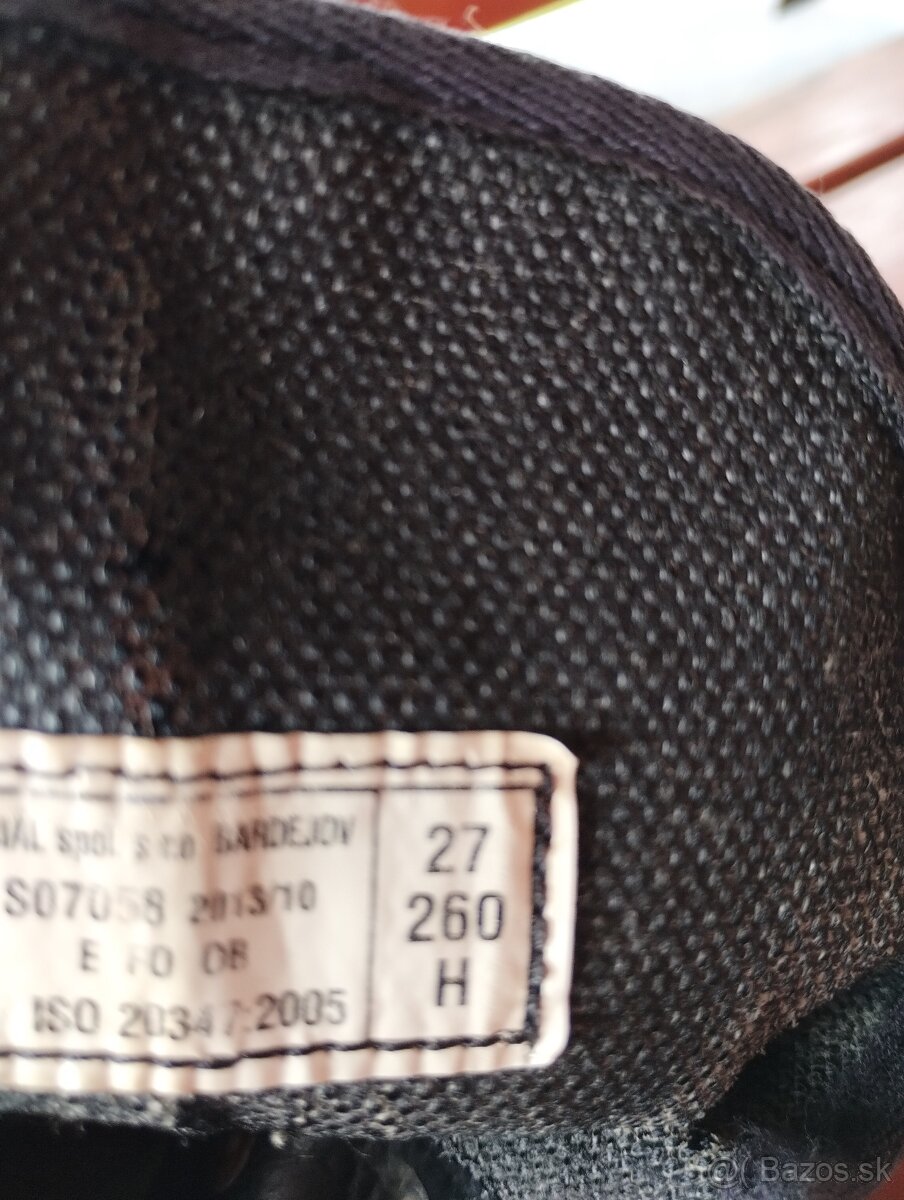 spol. s r.o. BARDEJOV
S07058 2013/10
E FO OB
ISO 20347:2005
27
260
H
Bazos.sk